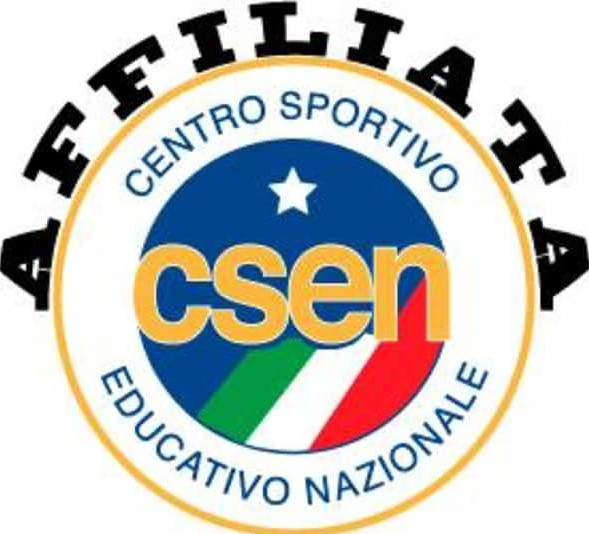 AFFILIATA
CENTRO SPORTIVO
csen
EDUCATIVO NAZIONALE